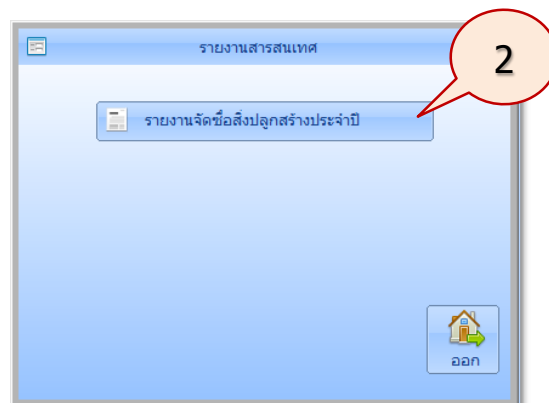 รายงานสารสนเทศ
2
รายงานจัดซื้อสิ่งปลูกสร้างประจำปี
ออก